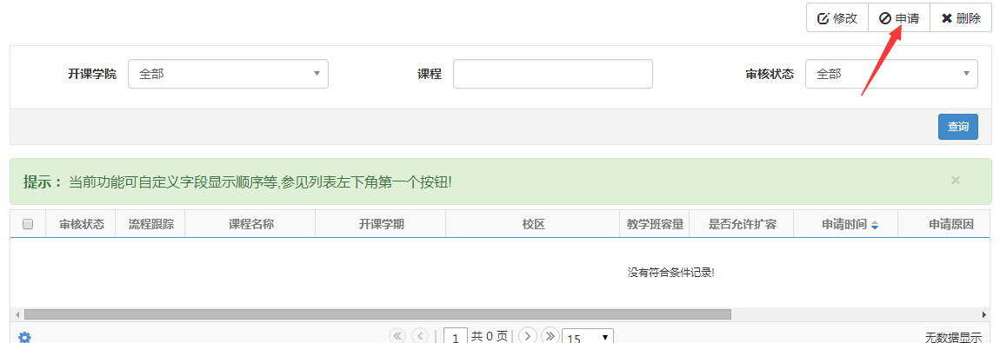 修改 申请 删除
开课学院 全部 课程 审核状态 全部
查询
提示： 当前功能可自定义字段显示顺序等,参见列表左下角第一个按钮! ×
审核状态 流程跟踪 课程名称 开课学期 校区 教学班容量 是否允许扩容 申请时间 申请原因
没有符合条件记录!
1 共 0 页 15 无数据显示